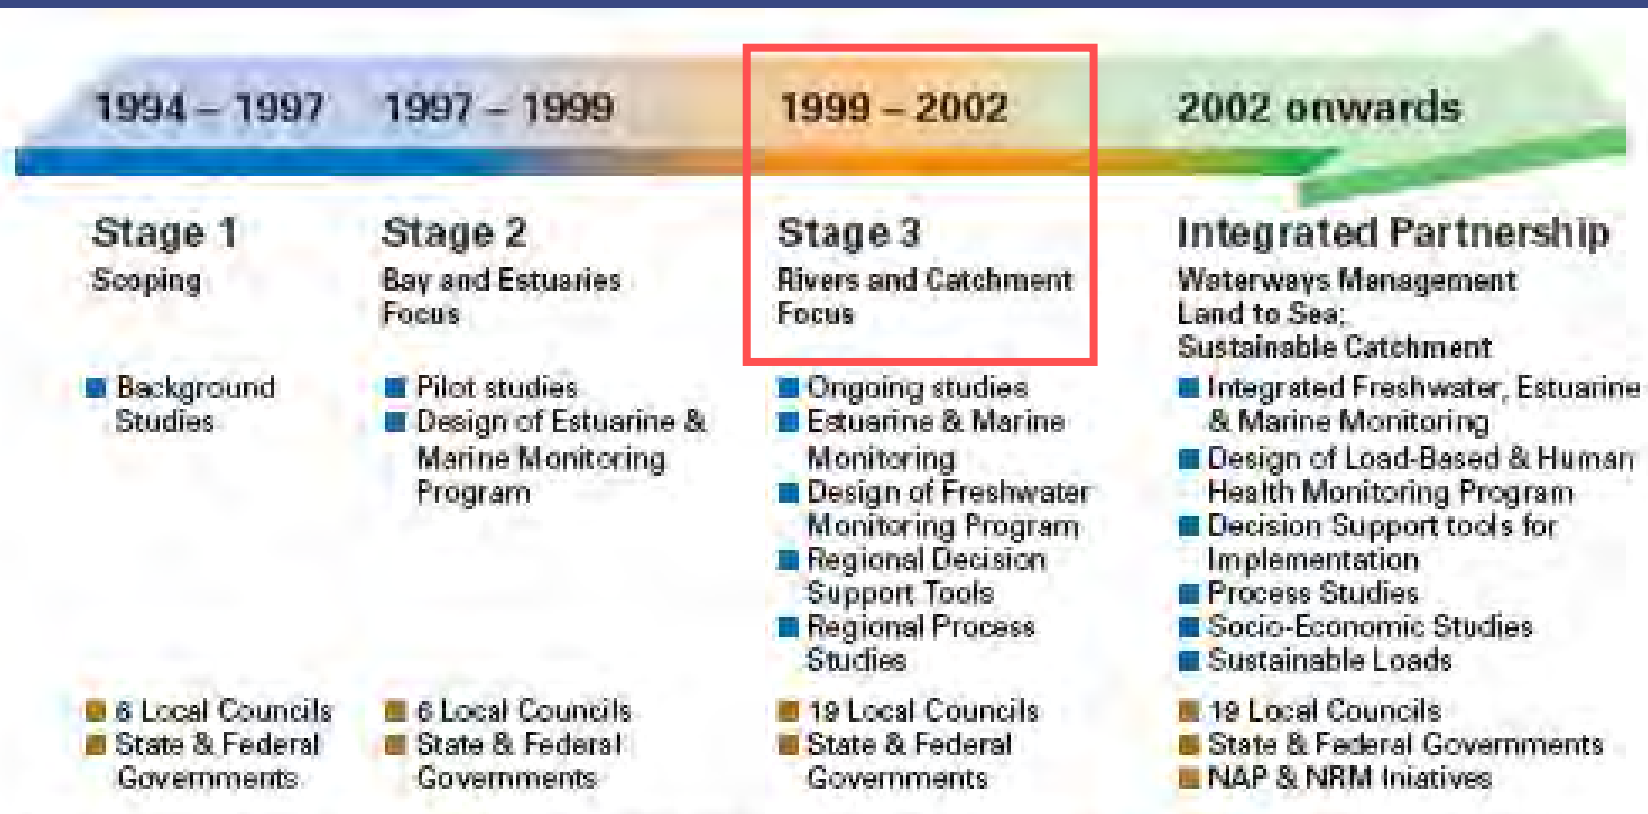 1994 – 1997
1997 – 1999
1999 – 2002
2002 onwards
Stage 1
Scoping
Background
Studies
6 Local Councils
State & Federal
Governments
Stage 2
Bay and Estuaries
Focus
Pilot studies
Design of Estuarine &
Marine Monitoring
Program
6 Local Councils
State & Federal
Governments
Stage 3
Rivers and Catchment
Focus
Ongoing studies
Estuarine & Marine
Monitoring
Design of Freshwater
Monitoring Program
Regional Decision
Support Tools
Regional Process
Studies
19 Local Councils
State & Federal
Governments
Integrated Partnership
Waterways Management
Land to Sea;
Sustainable Catchment
Integrated Freshwater, Estuarine
& Marine Monitoring
Design of Load-Based & Human
Health Monitoring Program
Decision Support tools for
Implementation
Process Studies
Socio-Economic Studies
Sustainable Loads
19 Local Councils
State & Federal Governments
NAP & NRM Iniatives